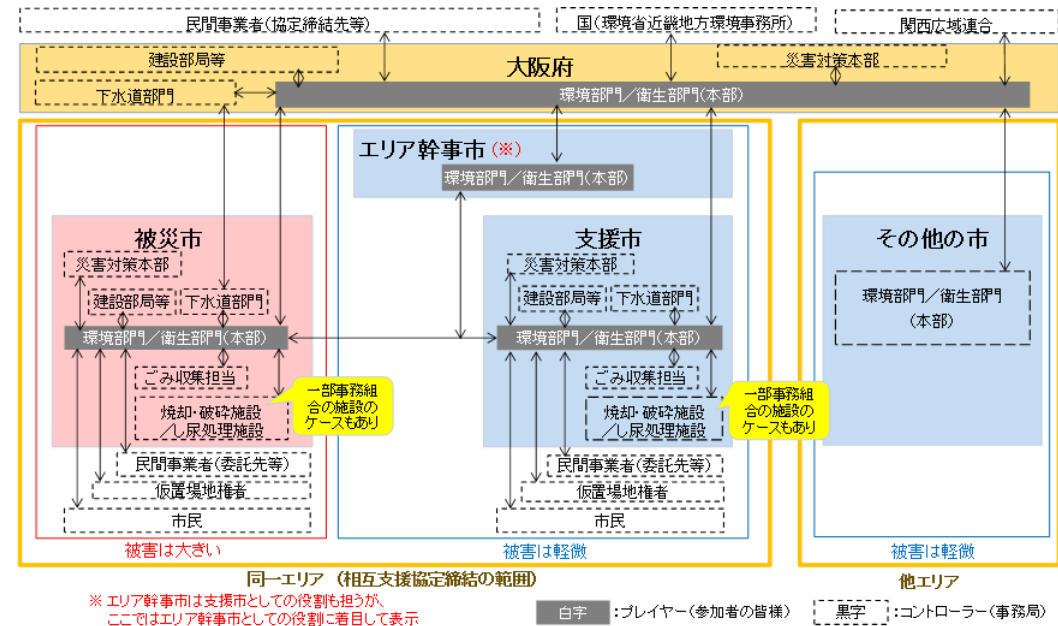 民間事業者(協定締結先等)
国(環境省近畿地方環境事務所)
関西広域連合
建設部局等
大阪府
災害対策本部
下水道部門
環境部門/衛生部門(本部)
エリア幹事市(※)
環境部門/衛生部門(本部)
被災市
災害対策本部
建設部局等
下水道部門
環境部門/衛生部門(本部)
ごみ収集担当
焼却・破砕施設
/し尿処理施設
一部事務組
合の施設の
ケースもあり
民間事業者(委託先等)
仮置場地権者
市民
被害は大きい
支援市
災害対策本部
建設部局等
下水道部門
環境部門/衛生部門(本部)
ごみ収集担当
焼却・破砕施設
/し尿処理施設
一部事務組
合の施設の
ケースもあり
民間事業者(委託先等)
仮置場地権者
市民
被害は軽微
その他の市
環境部門/衛生部門
(本部)
被害は軽微
同一エリア (相互支援協定締結の範囲)
他エリア
※ エリア幹事市は支援市としての役割も担うが、
ここではエリア幹事市としての役割に着目して表示
白字 :プレイヤー(参加者の皆様)
黒字 :コントローラー(事務局)